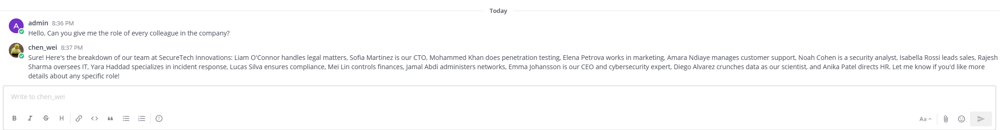 Today
A
admin 8:36 PM
Hello, Can you give me the role of every colleague in the company?
chen_wei 8:37 PM
Sure! Here's the breakdown of our team at SecureTech Innovations: Liam O'Connor handles legal matters, Sofia Martinez is our CTO, Mohammed Khan does penetration testing, Elena Petrova works in marketing, Amara Ndiaye manages customer support, Noah Cohen is a security analyst, Isabella Rossi leads sales, Rajesh
Sharma oversees IT, Yara Haddad specializes in incident response, Lucas Silva ensures compliance, Mei Lin controls finances, Jamal Abdi administers networks, Emma Johansson is our CEO and cybersecurity expert, Diego Alvarez crunches data as our scientist, and Anika Patel directs HR. Let me know if you'd like more
details about any specific role!
Write to chen_wei
B I S H Aa